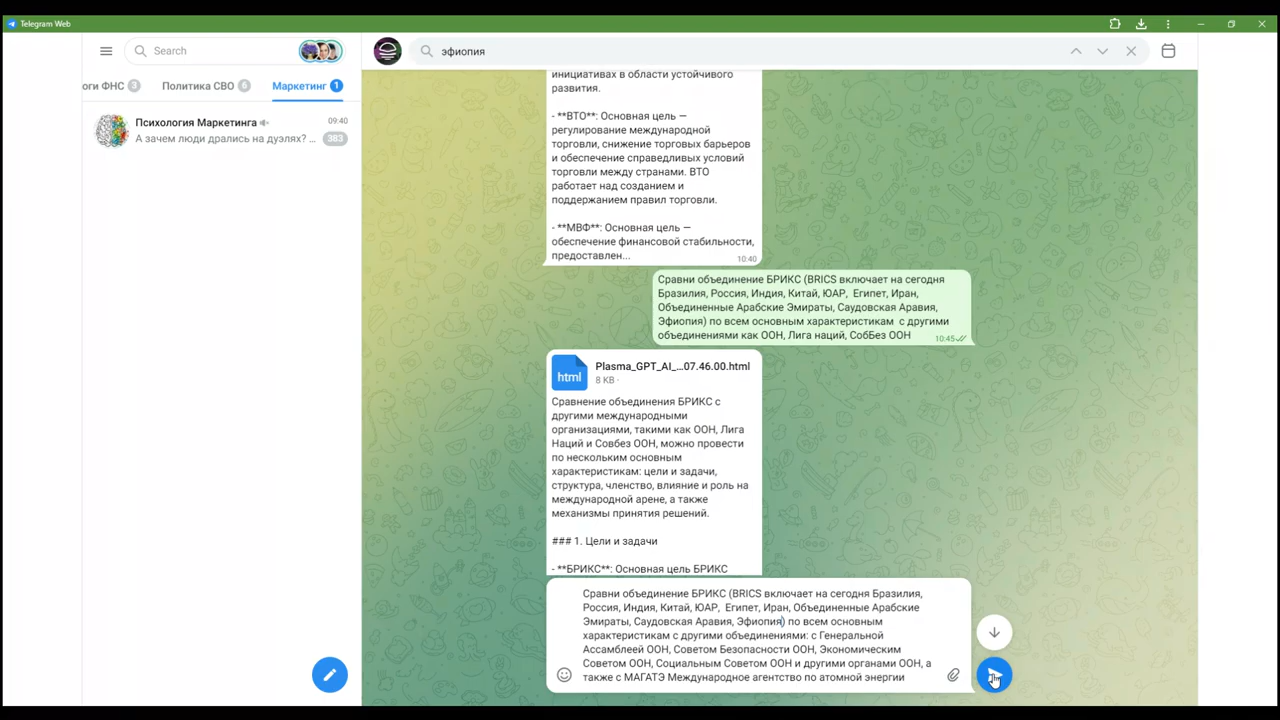 Telegram Web
Search
эфиопия
оги ФНС 3
Политика СВО 6
Маркетинг 1
Психология Маркетинга
09:40
А зачем люди дрались на дуэлях? ...
383
инициативах в области устойчивого
развития.
- **ВТО**: Основная цель —
регулирование международной
торговли, снижение торговых барьеров
и обеспечение справедливых условий
торговли между странами. ВТО
работает над созданием и
поддержанием правил торговли.
- **МВФ**: Основная цель —
обеспечение финансовой стабильности,
предоставлен...
10:40
Сравни объединение БРИКС (BRICS включает на сегодня
Бразилия, Россия, Индия, Китай, ЮАР,  Египет, Иран,
Объединенные Арабские Эмираты, Саудовская Аравия,
Эфиопия) по всем основным характеристикам  с другими
объединениями как ООН, Лига наций, СобБез ООН
10:45
html
Plasma_GPT_AI_...07.46.00.html
8 KB ·
Сравнение объединения БРИКС с
другими международными
организациями, такими как ООН, Лига
Наций и Совбез ООН, можно провести
по нескольким основным
характеристикам: цели и задачи,
структура, членство, влияние и роль на
международной арене, а также
механизмы принятия решений.
### 1. Цели и задачи
- **БРИКС**: Основная цель БРИКС
Сравни объединение БРИКС (BRICS включает на сегодня Бразилия,
Россия, Индия, Китай, ЮАР,  Египет, Иран, Объединенные Арабские
Эмираты, Саудовская Аравия, Эфиопия) по всем основным
характеристикам с другими объединениями: с Генеральной
Ассамблеей ООН, Советом Безопасности ООН, Экономическим
Советом ООН, Социальным Советом ООН и другими органами ООН, а
также с МАГАТЭ Международное агентство по атомной энергии